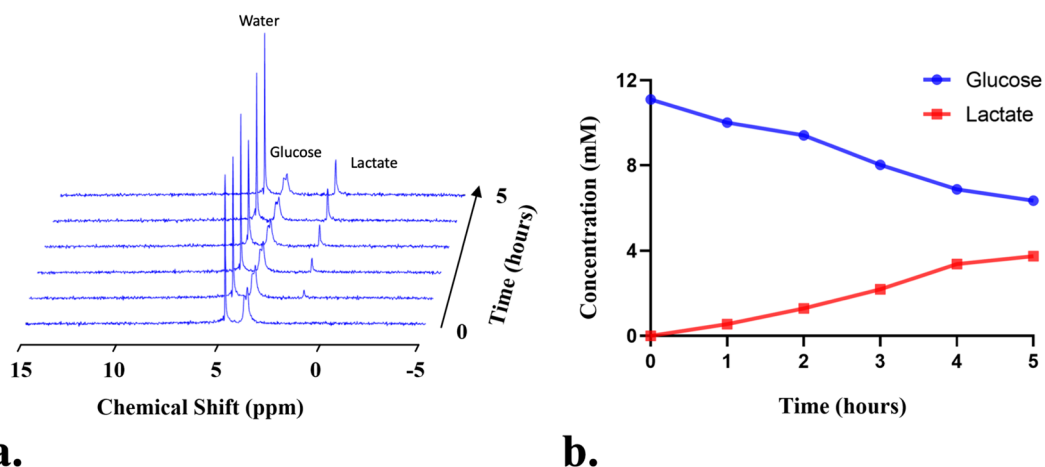 Water
Glucose
Lactate
5
0
Time (hours)
15 10 5 0 -5
Chemical Shift (ppm)
a.
12
8
4
0
Concentration (mM)
Glucose
Lactate
0 1 2 3 4 5
Time (hours)
b.